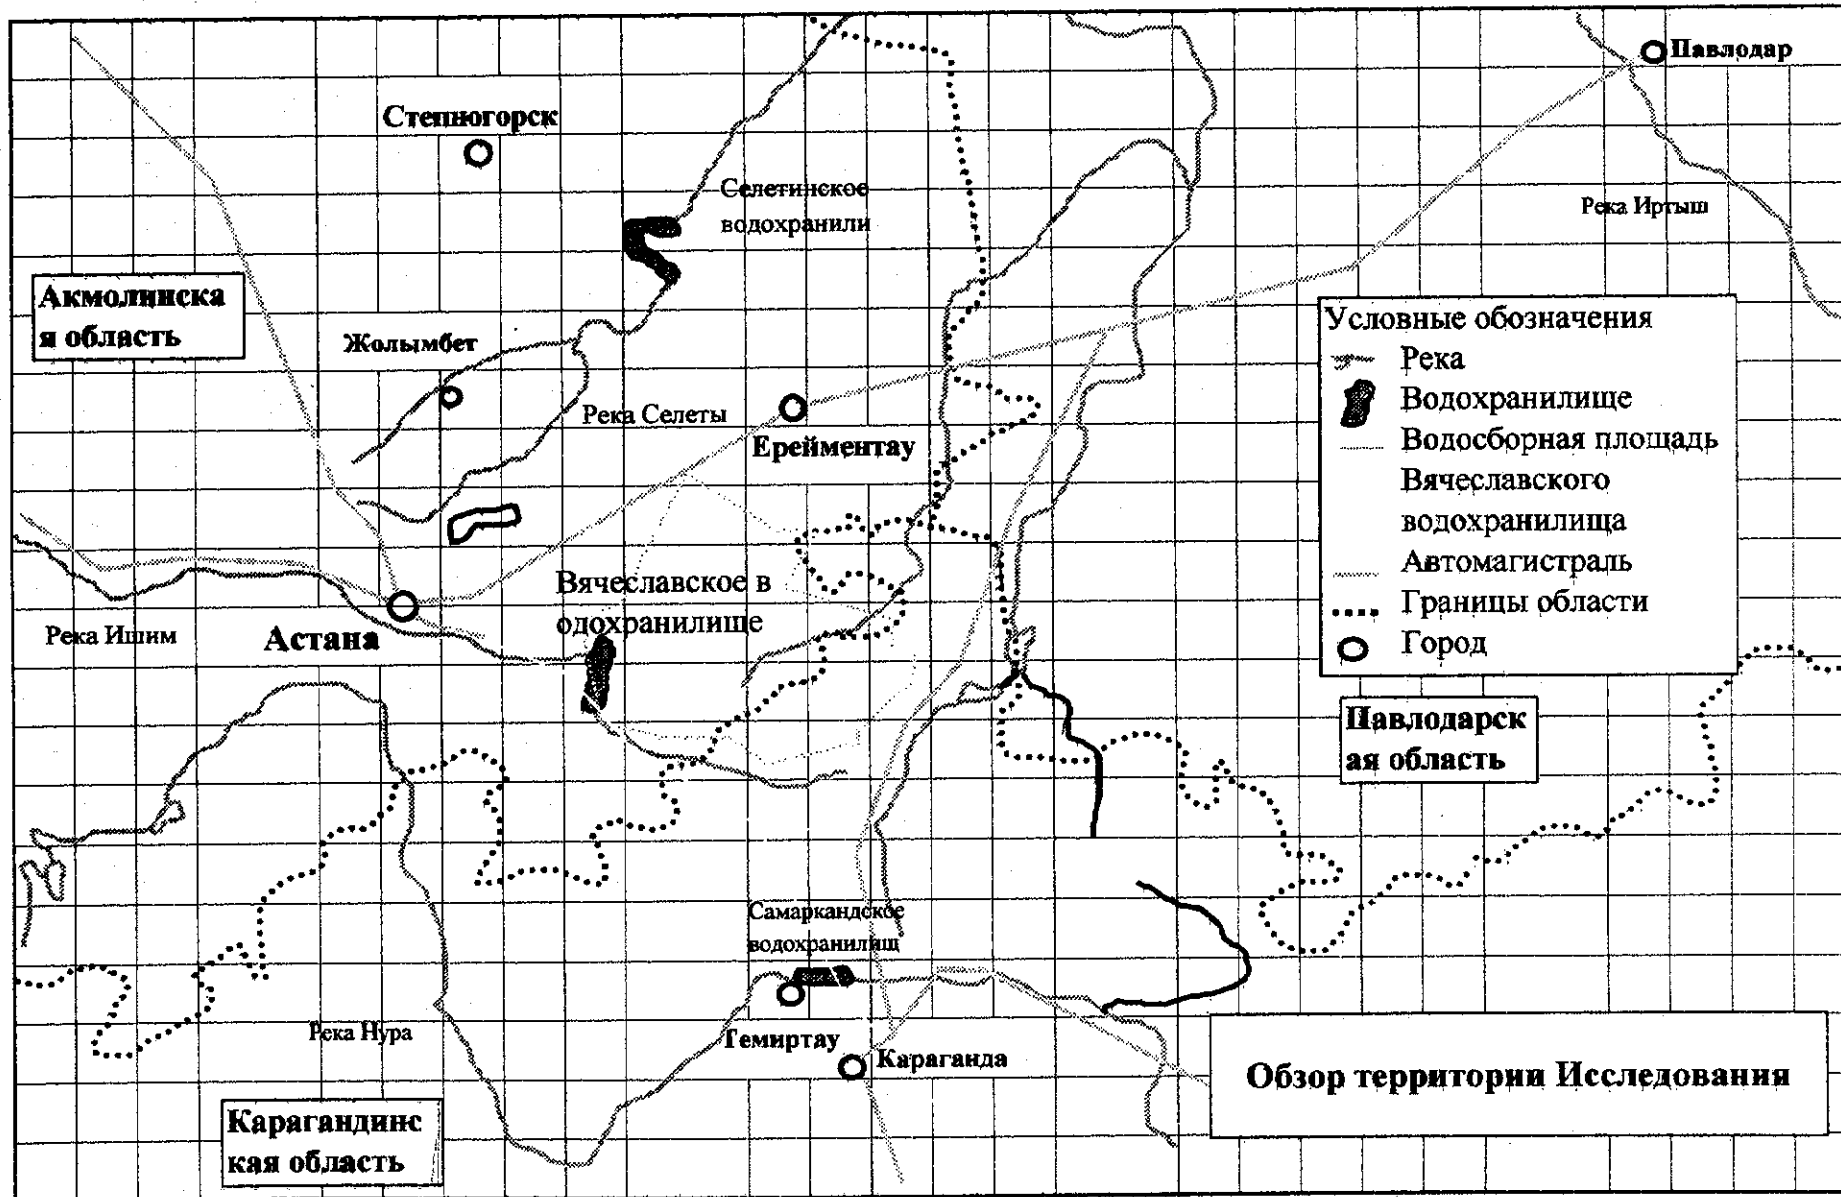 Павлодар
Степногорск
Селетинское
водохранили
Река Иртыш
Акмолинска
я область
Жолымбет
Река Селеты
Ерейментау
Условные обозначения
Река
Водохранилище
Водосборная площадь
Вячеславского
водохранилища
Автомагистраль
Границы области
Город
Вячеславское в
одохранилище
Река Ишим
Астана
Павлодарск
ая область
Самаркандское
водохранилищ
Река Нура
Темиртау
Караганда
Обзор территории Исследования
Карагандинс
кая область